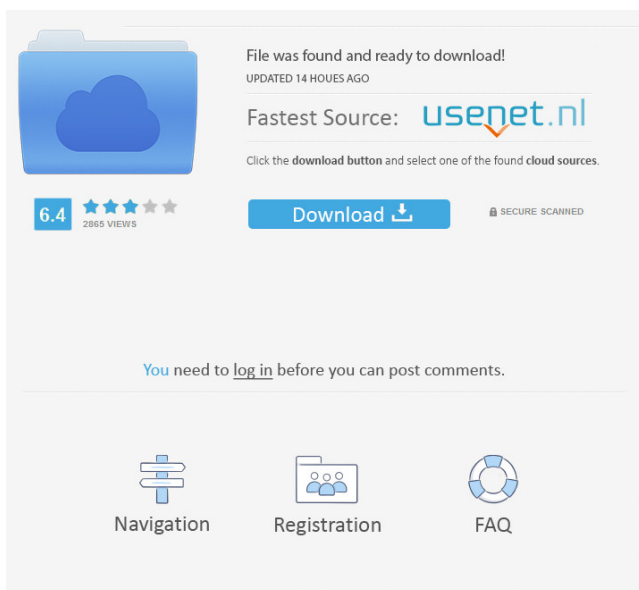 File was found and ready to download!
UPDATED 14 HOUES AGO
Fastest Source: usenet.nl
Click the download button and select one of the found cloud sources.
6.4
2865 VIEWS
Download
SECURE SCANNED
You need to log in before you can post comments.
Navigation
Registration
FAQ